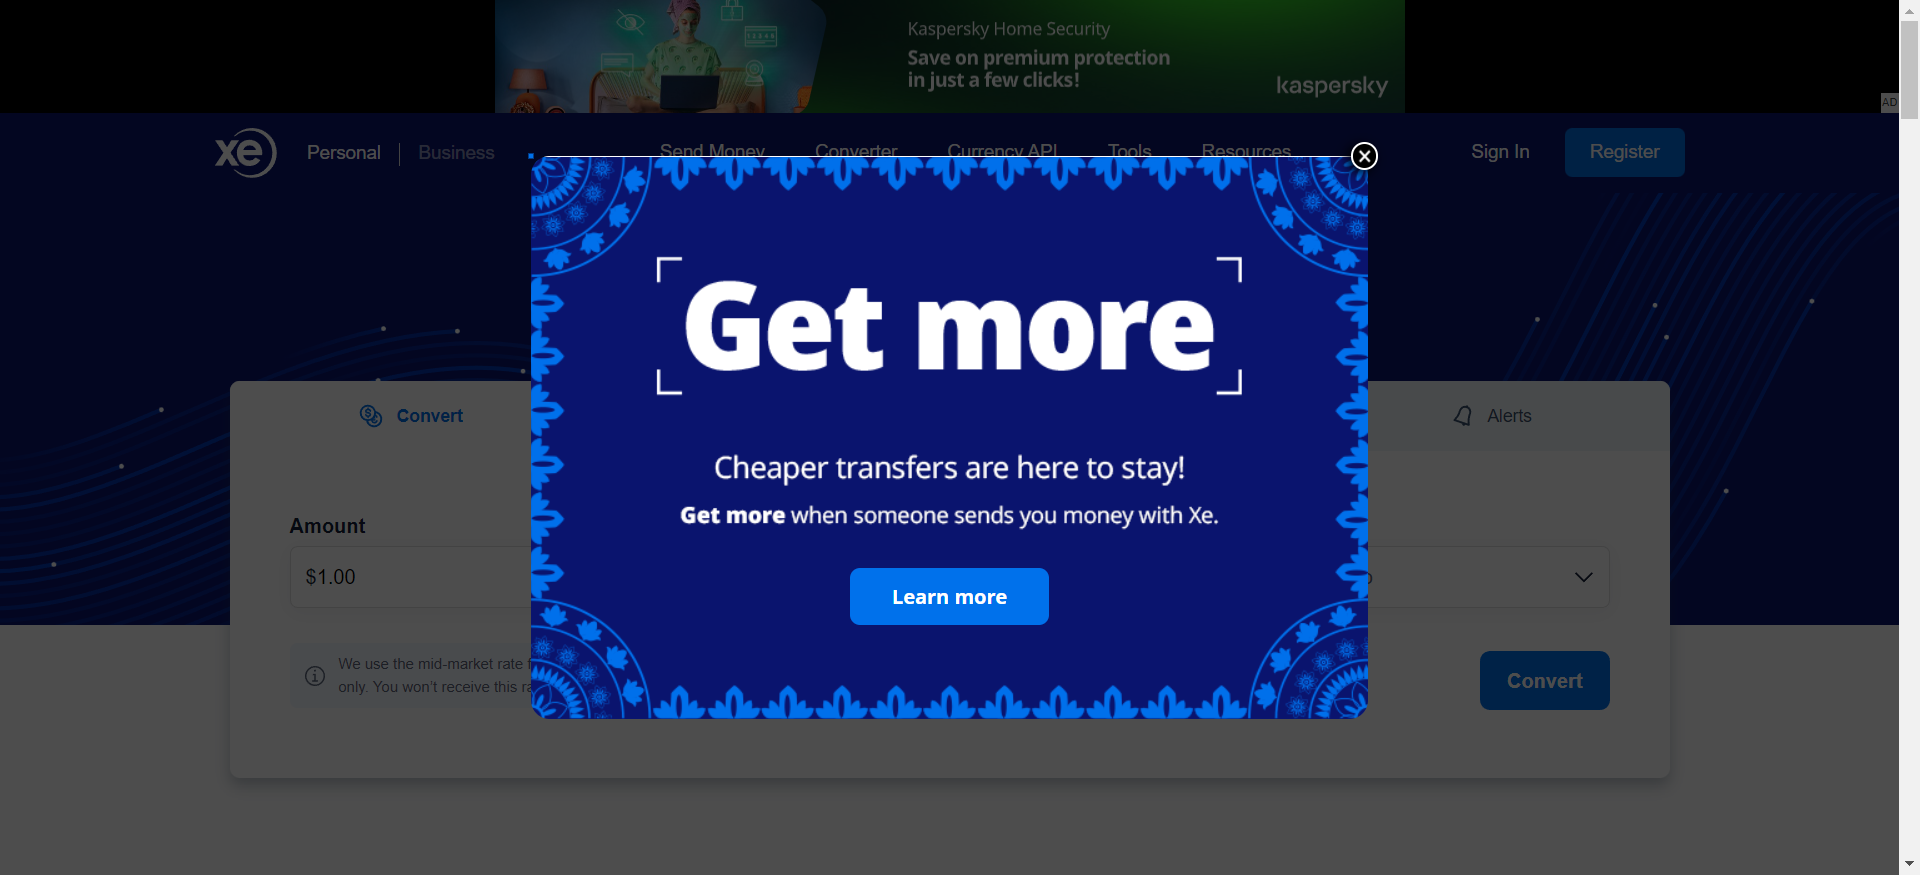 Kaspersky Home Security
Save on premium protection
in just a few clicks!
kaspersky
AD
xe
Personal
Business
Send Money
Converter
Currency API
Tools
Resources
Sign In
Register
Get more
Cheaper transfers are here to stay!
Get more when someone sends you money with Xe.
Learn more
Convert
Alerts
Amount
$1.00
We use the mid-market rate
only. You won't receive this
Convert